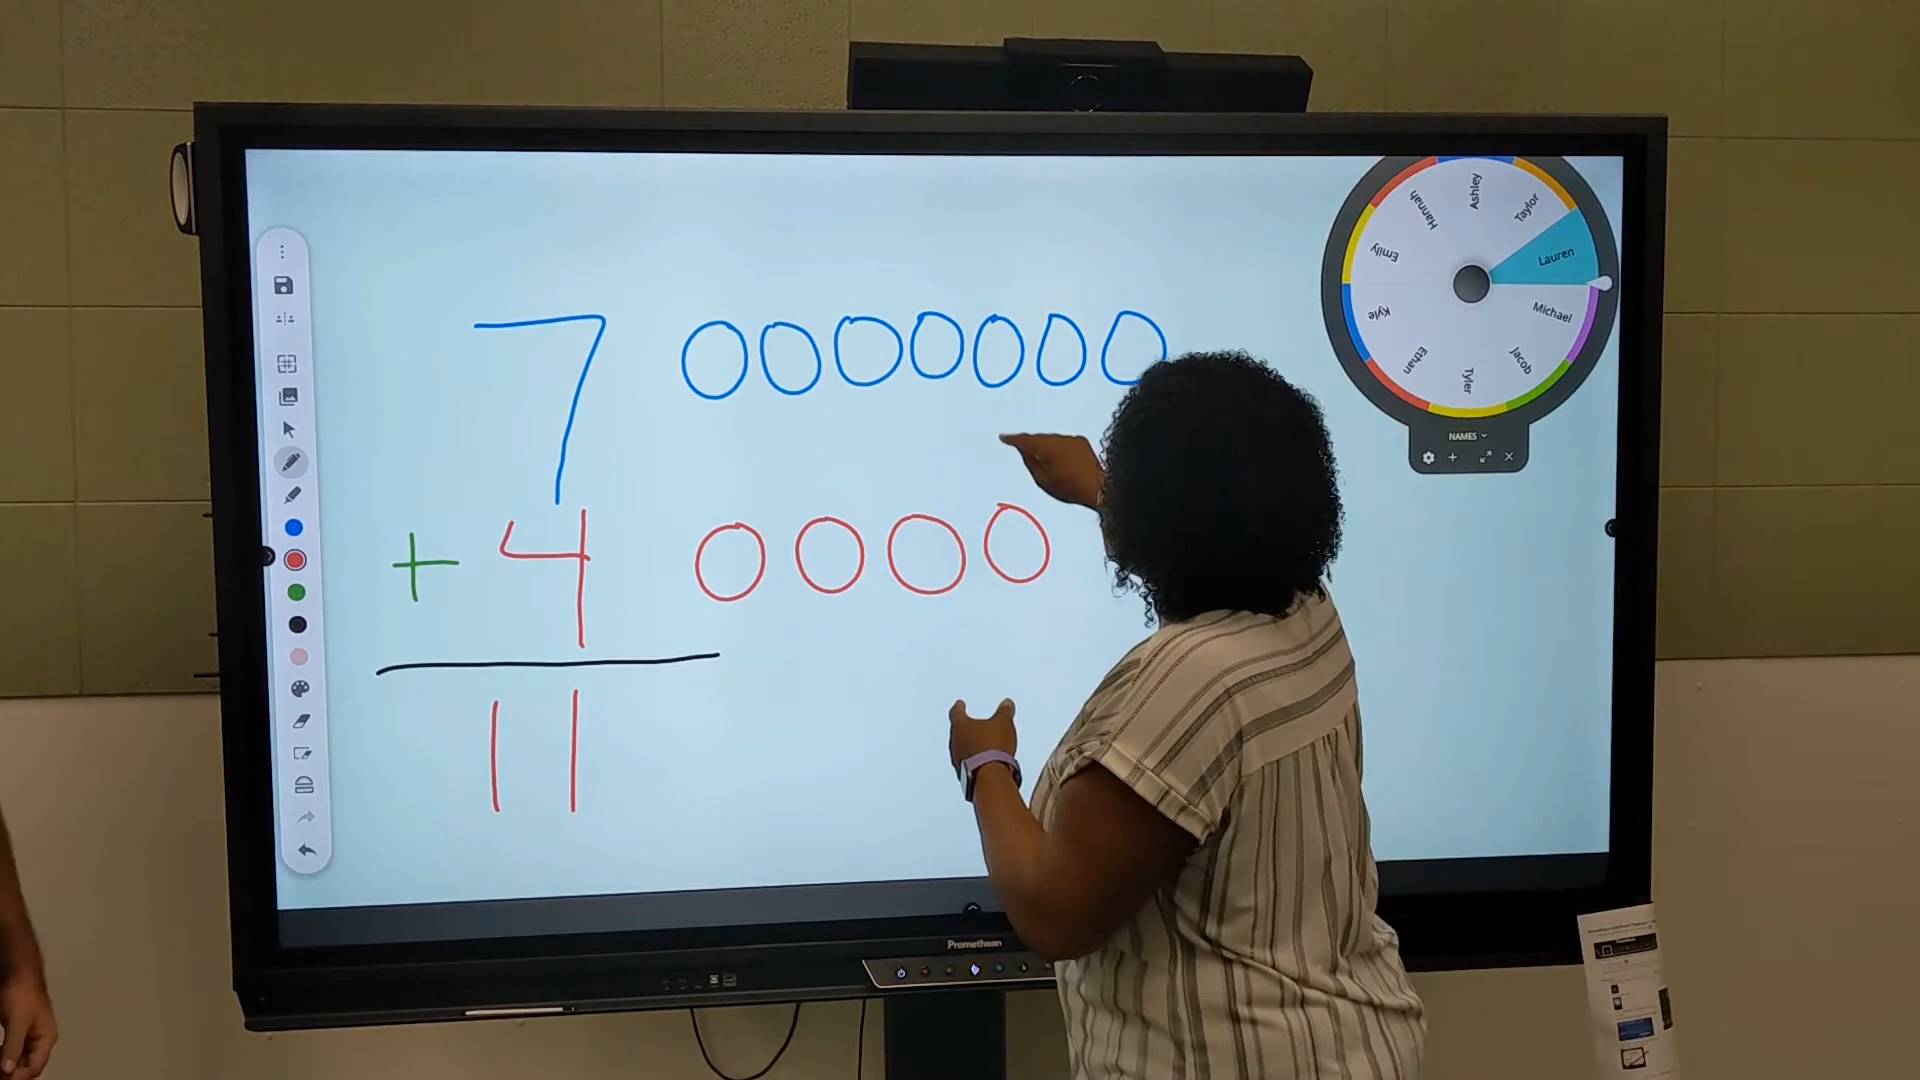 7 0000000
+ 4 0000
11
Ashley
Taylor
Lauren
Michael
Jacob
Tyler
Ethan
Kyle
Emily
Hannah
NAMES
Promethean